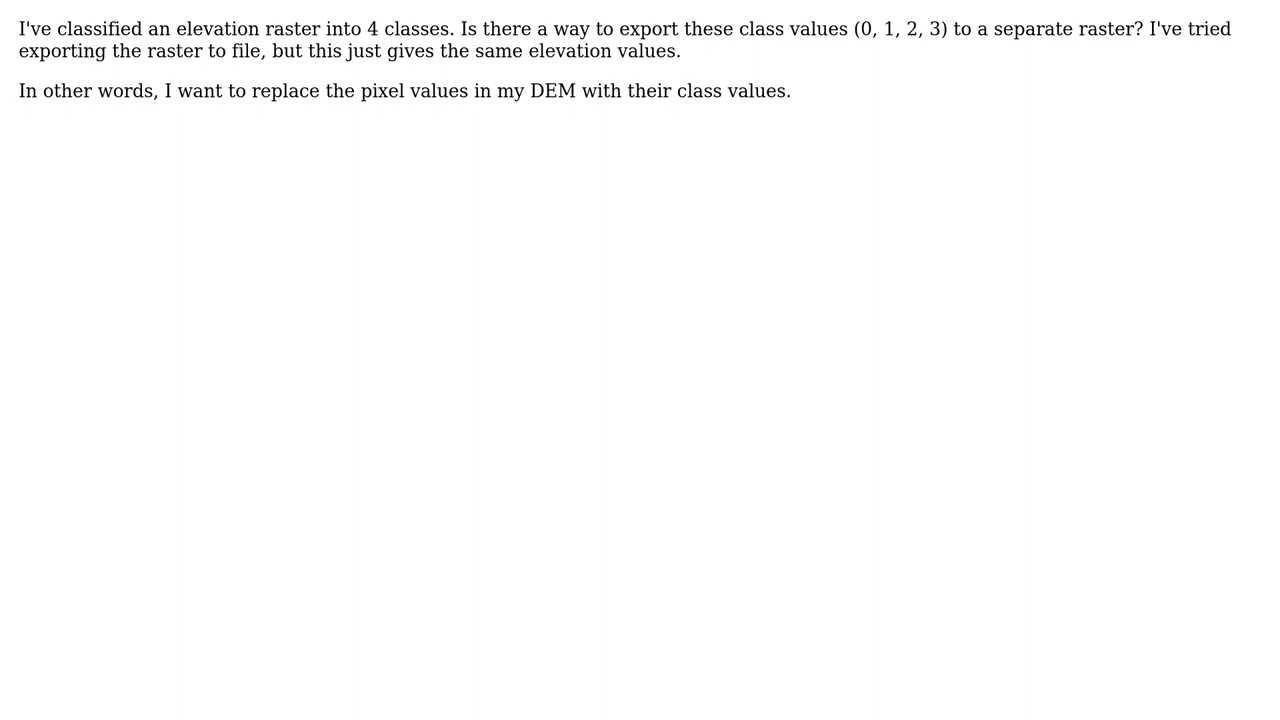 I've classified an elevation raster into 4 classes. Is there a way to export these class values (0, 1, 2, 3) to a separate raster? I've tried
exporting the raster to file, but this just gives the same elevation values.
In other words, I want to replace the pixel values in my DEM with their class values.